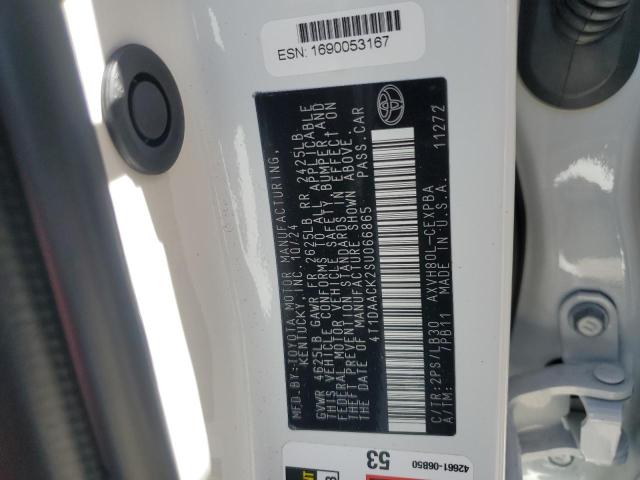 ESN: 1690053167
MFD.BY:TOYOTA MOTOR MANUFACTURING,
KENTUCKY,INC. 10/24
GVWR 4625LB GAWR FR 2625LB RR 2425LB
THIS VEHICLE CONFORMS TO ALL APPLICABLE
FEDERAL MOTOR VEHICLE SAFETY, BUMPER, AND
THEFT PREVENTION STANDARDS IN EFFECT ON
THE DATE OF MANUFACTURE SHOWN ABOVE.
4T1DAACK2SU066865 PASS.CAR
C/TR:2PS/LB30 AXVH80L-CEXPBA
A/TM: /PB11 MADE IN U.S.A. 11272
53
42661-06B50